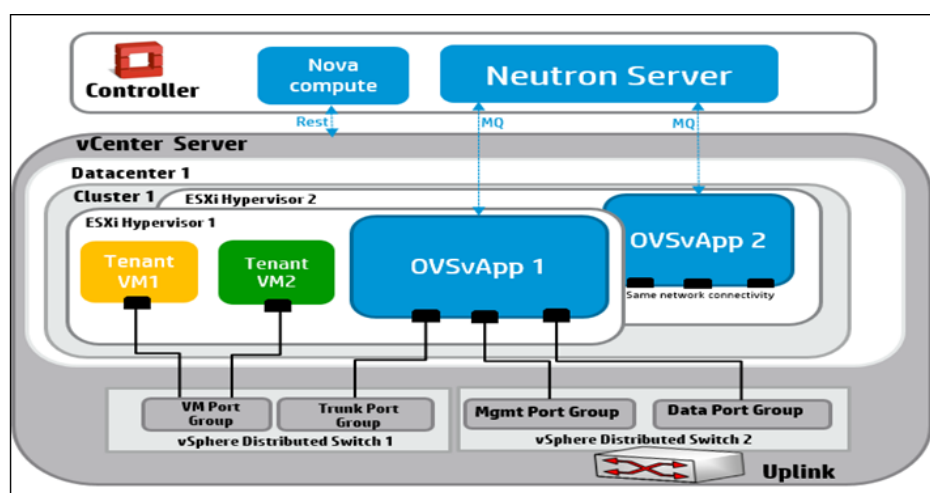 Controller
Nova
compute
Neutron Server
Rest
MQ
MQ
vCenter Server
Datacenter 1
Cluster 1
ESXi Hypervisor 2
ESXi Hypervisor 1
Tenant
VM1
Tenant
VM2
OVSvApp 1
OVSvApp 2
Same network connectivity
VM Port
Group
Trunk Port
Group
Mgmt Port Group
Data Port Group
vSphere Distributed Switch 1
vSphere Distributed Switch 2
Uplink